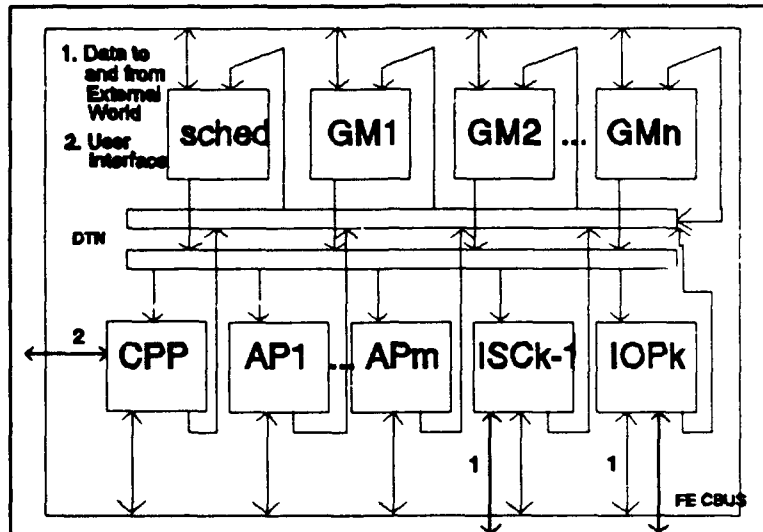 1. Data to
and from
External
World
2. User
Interface
sched
GM1
GM2 ...
GMn
DTN
2
CPP
AP1 ...
APm
ISCk-1
IOPk
1
1
FE CBUS